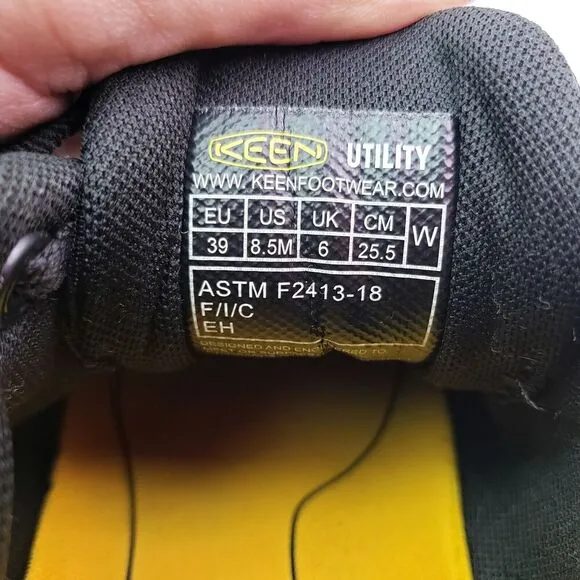 KEEN UTILITY
WWW.KEENFOOTWEAR.COM
EU US UK CM W
39 8.5M 6 25.5
ASTM F2413-18
F/I/C
EH
DESIGNED AND TO